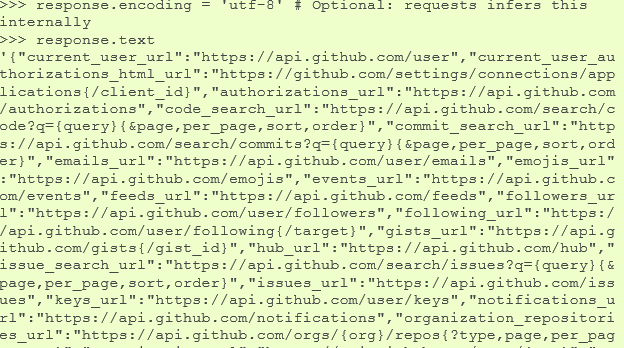 >>> response.encoding = 'utf-8' # Optional: requests infers this
internally
>>> response.text
'{"current_user_url":"https://api.github.com/user","current_user_au
thorizations_html_url":"https://github.com/settings/connections/app
lications{/client_id}","authorizations_url":"https://api.github.com
/authorizations","code_search_url":"https://api.github.com/search/c
ode?q={query}{&page,per_page,sort,order}","commit_search_url":"http
s://api.github.com/search/commits?q={query}{&page,per_page,sort,ord
er}","emails_url":"https://api.github.com/user/emails","emojis_url"
:"https://api.github.com/emojis","events_url":"https://api.github.c
om/events","feeds_url":"https://api.github.com/feeds","followers_ur
l":"https://api.github.com/user/followers","following_url":"https:/
/api.github.com/user/following{/target}","gists_url":"https://api.g
ithub.com/gists{/gist_id}","hub_url":"https://api.github.com/hub","
issue_search_url":"https://api.github.com/search/issues?q={query}{&
page,per_page,sort,order}","issues_url":"https://api.github.com/iss
ues","keys_url":"https://api.github.com/user/keys","notifications_u
rl":"https://api.github.com/notifications","organization_repositori
es_url":"https://api.github.com/orgs/{org}/repos{?type,page,per_pag